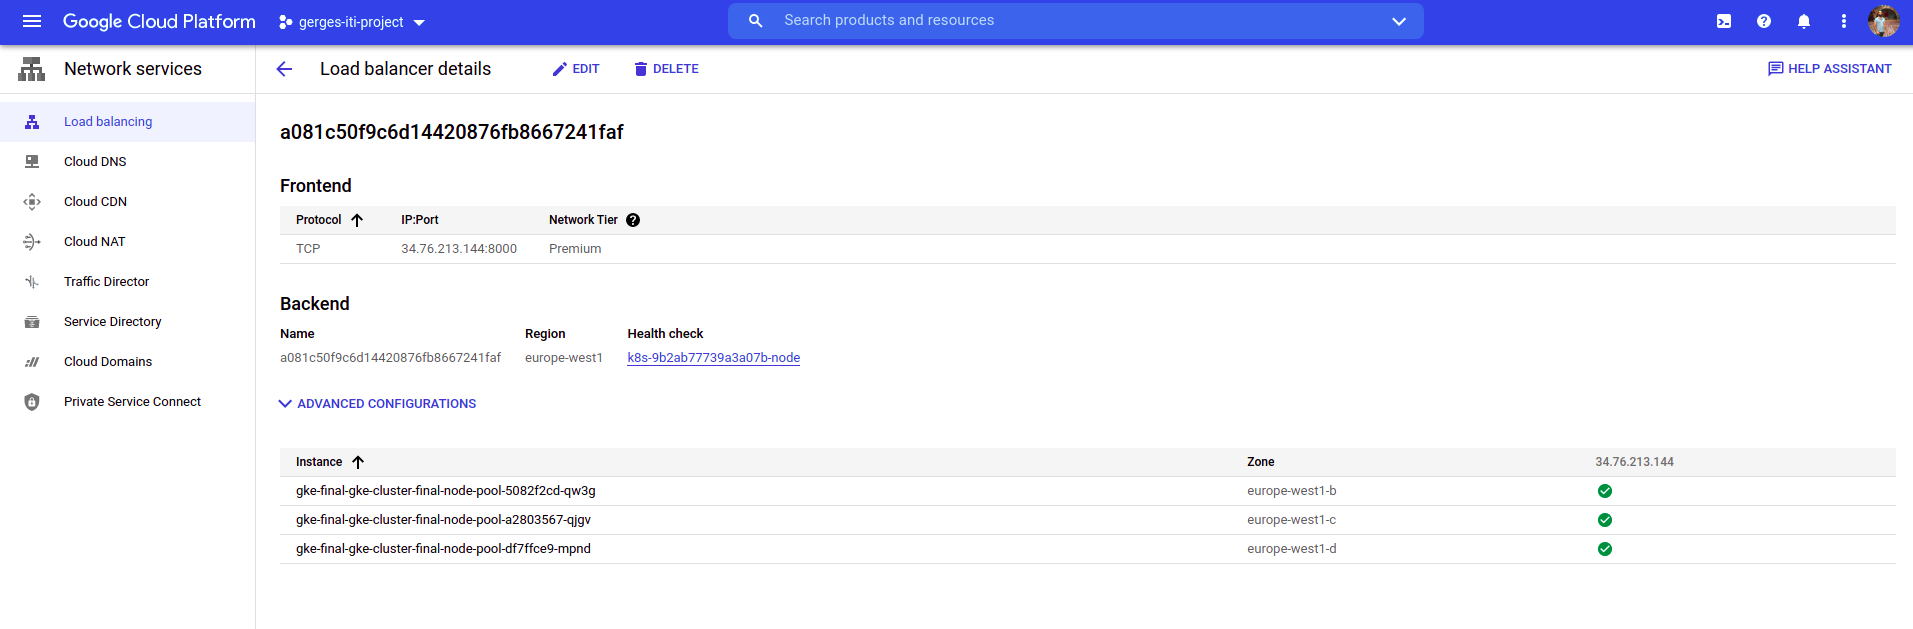 Google Cloud Platform gerges-iti-project Search products and resources
Network services
Load balancer details EDIT DELETE HELP ASSISTANT
Load balancing
Cloud DNS
Cloud CDN
Cloud NAT
Traffic Director
Service Directory
Cloud Domains
Private Service Connect
a081c50f9c6d14420876fb8667241faf
Frontend
Protocol IP:Port Network Tier
TCP 34.76.213.144:8000 Premium
Backend
Name Region Health check
a081c50f9c6d14420876fb8667241faf europe-west1 k8s-9b2ab77739a3a07b-node
ADVANCED CONFIGURATIONS
Instance Zone 34.76.213.144
gke-final-gke-cluster-final-node-pool-5082f2cd-qw3g europe-west1-b
gke-final-gke-cluster-final-node-pool-a2803567-qjgv europe-west1-c
gke-final-gke-cluster-final-node-pool-df7ffce9-mpnd europe-west1-d